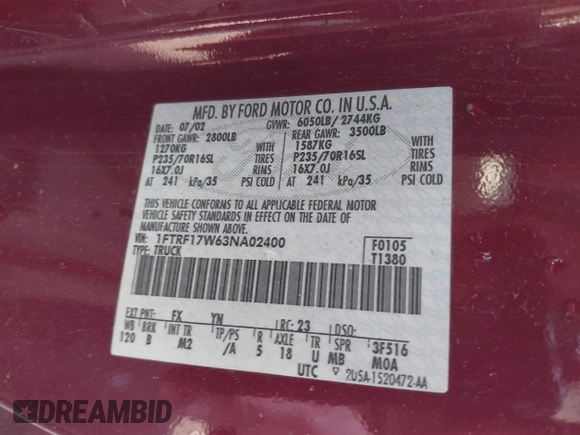 MFD. BY FORD MOTOR CO. IN U.S.A.
DATE: 07/02 GVWR: 6050LB/ 2744KG
FRONT GAWR: 2800LB REAR GAWR: 3500LB
1270KG WITH 1587KG WITH
P235/70R16SL TIRES P235/70R16SL TIRES
16X7.0J RIMS 16X7.0J RIMS
AT 241 kPa/35 PSI COLD AT 241 kPa/35 PSI COLD
THIS VEHICLE CONFORMS TO ALL APPLICABLE FEDERAL MOTOR
VEHICLE SAFETY STANDARDS IN EFFECT ON THE DATE OF
MANUFACTURE SHOWN ABOVE.
VIN: 1FTRF17W63NA02400 F0105
TYPE: TRUCK T1380
EXT PNT: FX YN RC: 23 DSO:
WB BRK INT TR TP/PS R AXLE TR SPR 3F516
120 B M2 /A 5 18 U MB M0A
UTC ▽ 2U5A-1520472-AA
DREAMBID